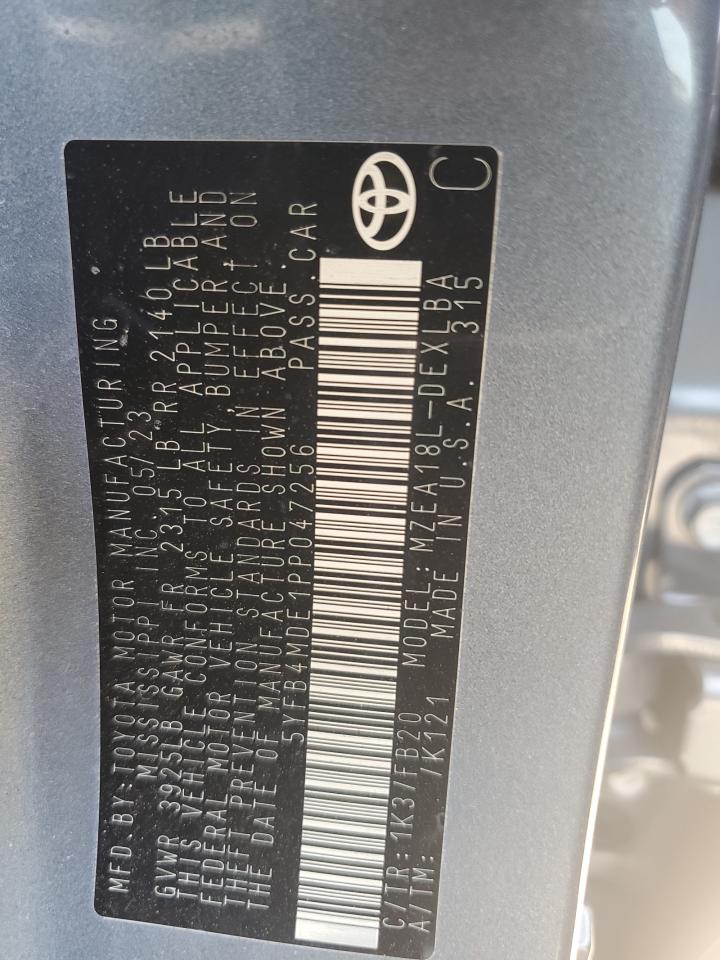 MFD.BY:TOYOTA MOTOR MANUFACTURING
MISSISSIPPI INC. 05/23
GVWR 3925LB GAWR FR 2315 LB RR 2140LB
THIS VEHICLE CONFORMS TO ALL APPLICABLE
FEDERAL MOTOR VEHICLE SAFETY, BUMPER AND
THEFT PREVENTION STANDARDS IN EFFECT ON
THE DATE OF MANUFACTURE SHOWN ABOVE.
5YFB4MDE1PP047256 PASS.CAR
C/TR:1K3/FB20 MODEL:MZEA18L-DEXLBA
A/TM: /K121 MADE IN U.S.A. 315
C